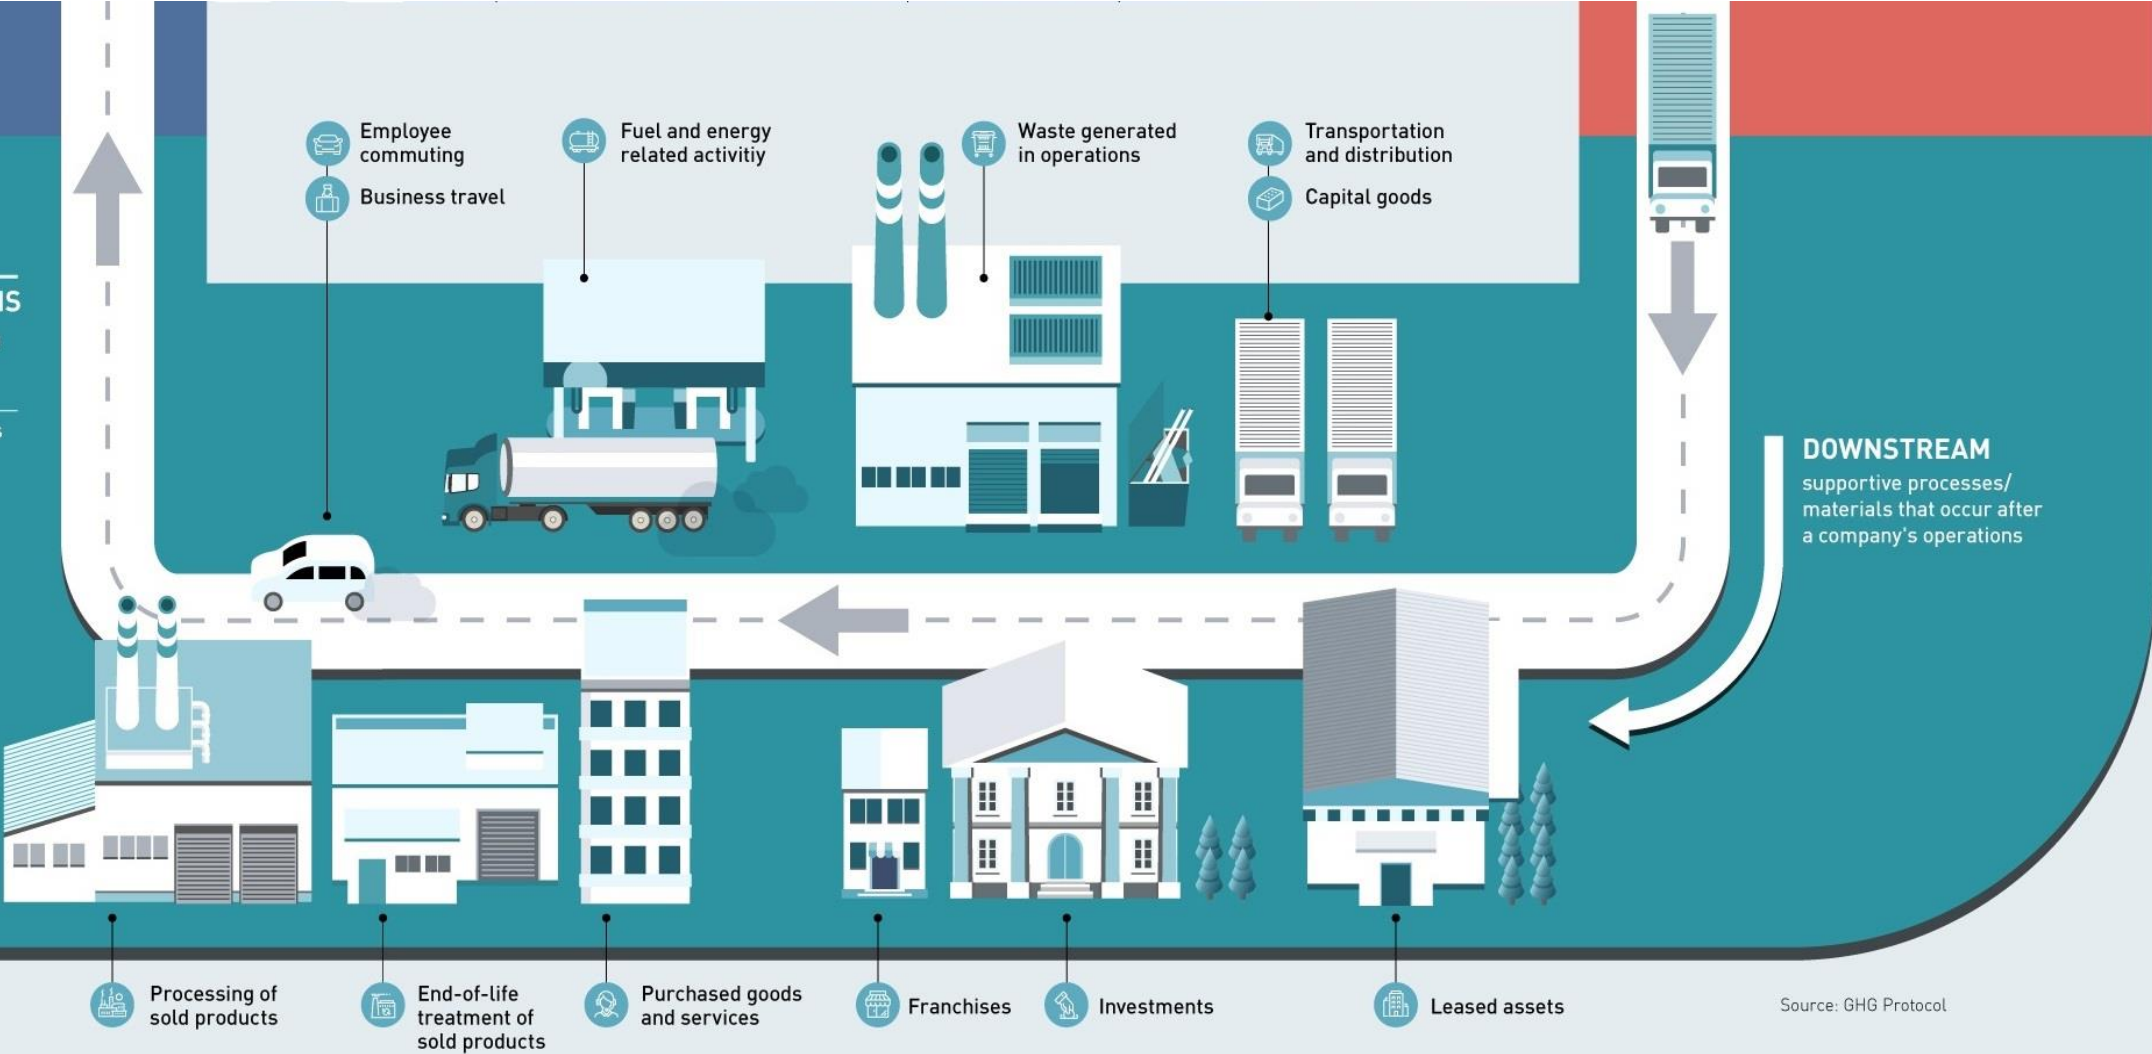 Employee
commuting
Business travel
Fuel and energy
related activitiy
Waste generated
in operations
Transportation
and distribution
Capital goods
DOWNSTREAM
supportive processes/
materials that occur after
a company's operations
Processing of
sold products
End-of-life
treatment of
sold products
Purchased goods
and services
Franchises
Investments
Leased assets
Source: GHG Protocol